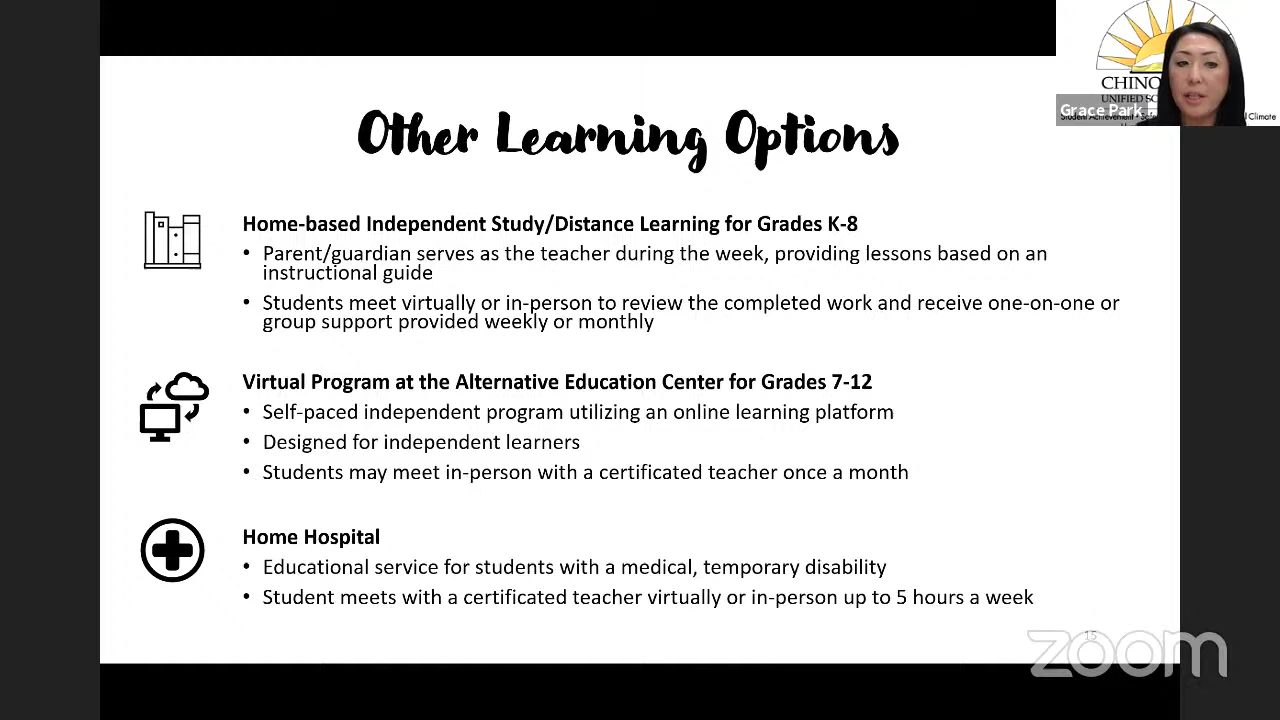 CHINO
UNIFIED SC
Grace Park
Student Achievement • Saf
Climate
Other Learning Options
Home-based Independent Study/Distance Learning for Grades K-8
• Parent/guardian serves as the teacher during the week, providing lessons based on an
instructional guide
• Students meet virtually or in-person to review the completed work and receive one-on-one or
group support provided weekly or monthly
Virtual Program at the Alternative Education Center for Grades 7-12
• Self-paced independent program utilizing an online learning platform
• Designed for independent learners
• Students may meet in-person with a certificated teacher once a month
Home Hospital
• Educational service for students with a medical, temporary disability
• Student meets with a certificated teacher virtually or in-person up to 5 hours a week
15
zoom